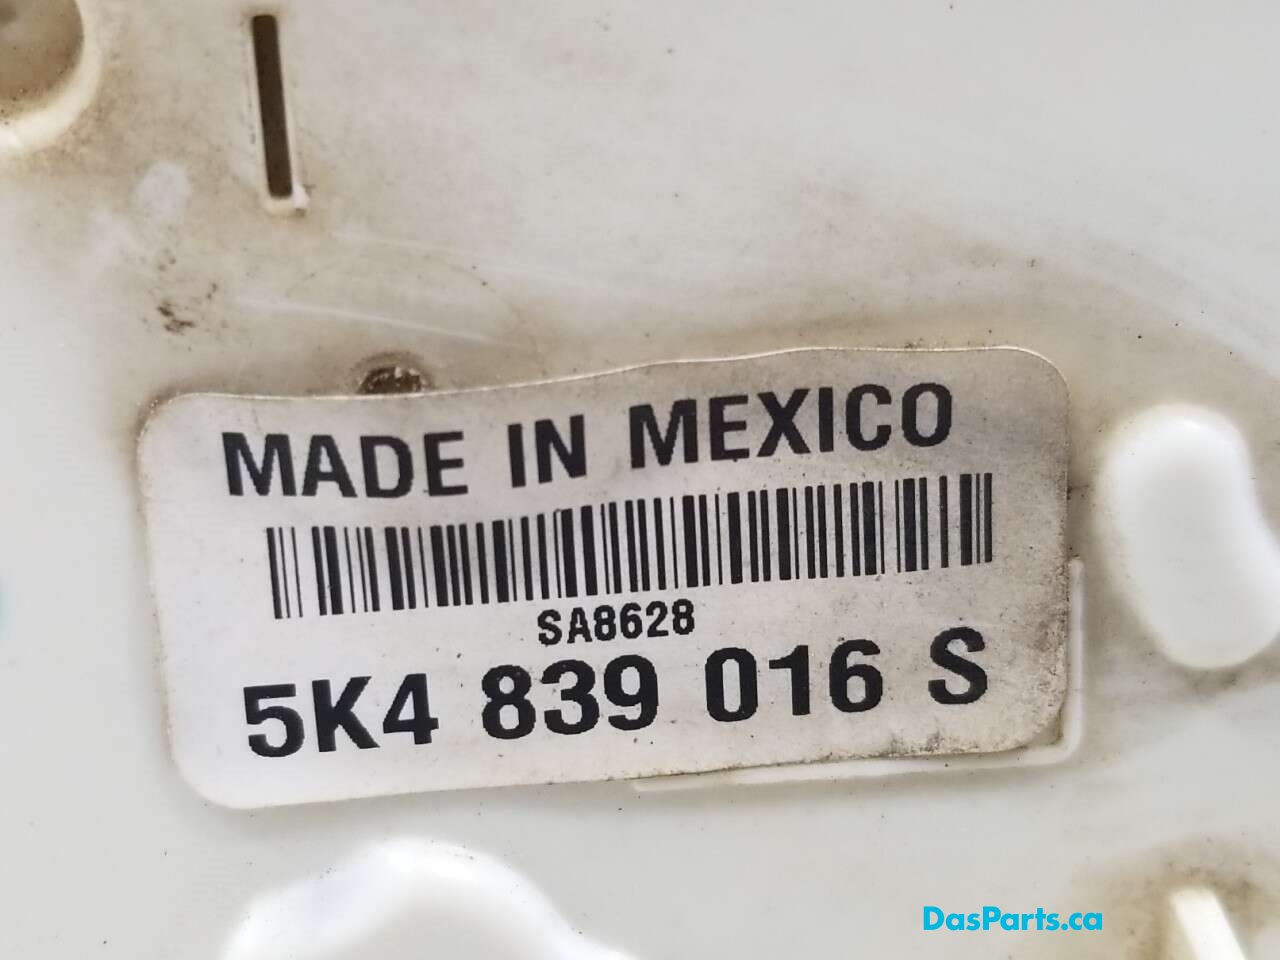 MADE IN MEXICO
SA8628
5K4 839 016 S
DasParts.ca